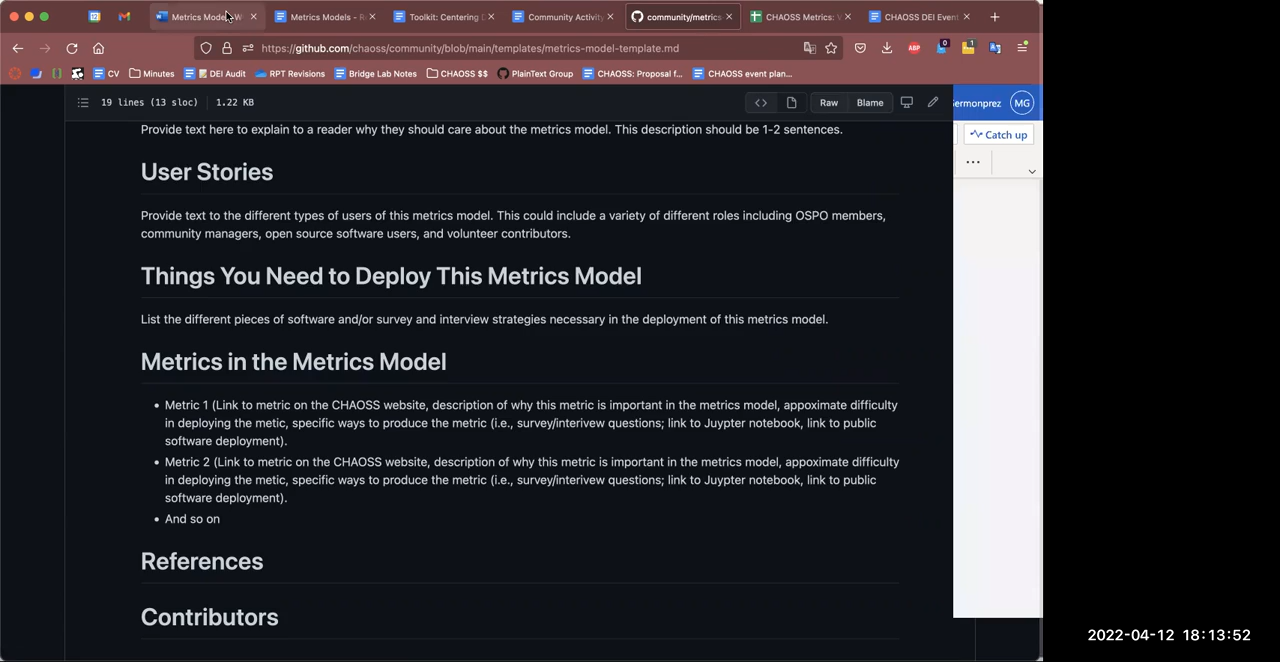 Metrics Model
Metrics Models - R
Toolkit: Centering D
Community Activity
community/metrics
CHAOSS Metrics: V
CHAOSS DEI Event
https://github.com/chaoss/community/blob/main/templates/metrics-model-template.md
ABP
0
1
CV
Minutes
DEI Audit
RPT Revisions
Bridge Lab Notes
CHAOSS $$
PlainText Group
CHAOSS: Proposal f...
CHAOSS event plan...
19 lines (13 sloc)
1.22 KB
Raw
Blame
ermonprez
MG
Catch up
Provide text here to explain to a reader why they should care about the metrics model. This description should be 1-2 sentences.
User Stories
Provide text to the different types of users of this metrics model. This could include a variety of different roles including OSPO members,
community managers, open source software users, and volunteer contributors.
Things You Need to Deploy This Metrics Model
List the different pieces of software and/or survey and interview strategies necessary in the deployment of this metrics model.
Metrics in the Metrics Model
• Metric 1 (Link to metric on the CHAOSS website, description of why this metric is important in the metrics model, appoximate difficulty
in deploying the metic, specific ways to produce the metric (i.e., survey/interivew questions; link to Juypter notebook, link to public
software deployment).
• Metric 2 (Link to metric on the CHAOSS website, description of why this metric is important in the metrics model, appoximate difficulty
in deploying the metic, specific ways to produce the metric (i.e., survey/interivew questions; link to Juypter notebook, link to public
software deployment).
• And so on
References
Contributors
2022-04-12 18:13:52